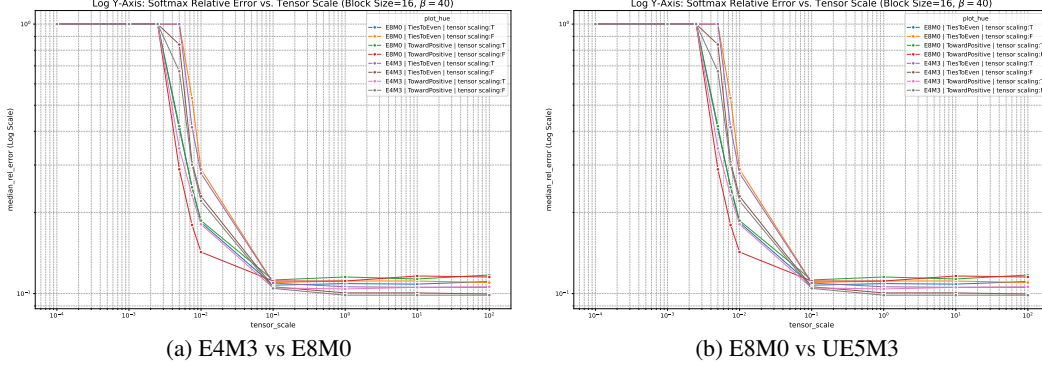 Log Y-Axis: Softmax Relative Error vs. Tensor Scale (Block Size=16, β = 40)
plot_hue
E8M0 | TiesToEven | tensor scaling:T
E8M0 | TiesToEven | tensor scaling:F
E8M0 | TowardPositive | tensor scaling:T
E8M0 | TowardPositive | tensor scaling:F
E4M3 | TiesToEven | tensor scaling:T
E4M3 | TiesToEven | tensor scaling:F
E4M3 | TowardPositive | tensor scaling:T
E4M3 | TowardPositive | tensor scaling:F
median_rel_error (Log Scale)
10⁰
10⁻¹
10⁻⁴ 10⁻³ 10⁻² 10⁻¹ 10⁰ 10¹ 10²
tensor_scale
(a) E4M3 vs E8M0
Log Y-Axis: Softmax Relative Error vs. Tensor Scale (Block Size=16, β = 40)
plot_hue
E8M0 | TiesToEven | tensor scaling:T
E8M0 | TiesToEven | tensor scaling:F
E8M0 | TowardPositive | tensor scaling:T
E8M0 | TowardPositive | tensor scaling:F
E4M3 | TiesToEven | tensor scaling:T
E4M3 | TiesToEven | tensor scaling:F
E4M3 | TowardPositive | tensor scaling:T
E4M3 | TowardPositive | tensor scaling:F
median_rel_error (Log Scale)
10⁰
10⁻¹
10⁻⁴ 10⁻³ 10⁻² 10⁻¹ 10⁰ 10¹ 10²
tensor_scale
(b) E8M0 vs UE5M3